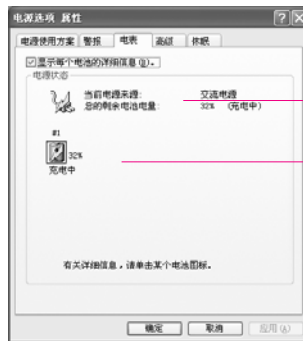 电源选项 属性
电源使用方案 警报 电表 高级 休眠
显示每个电池的详细信息(D)。
电源状态
当前电源来源： 交流电源
总的剩余电池电量： 32% (充电中)
#1
32%
充电中
有关详细信息，请单击某个电池图标。
确定 取消 应用(A)